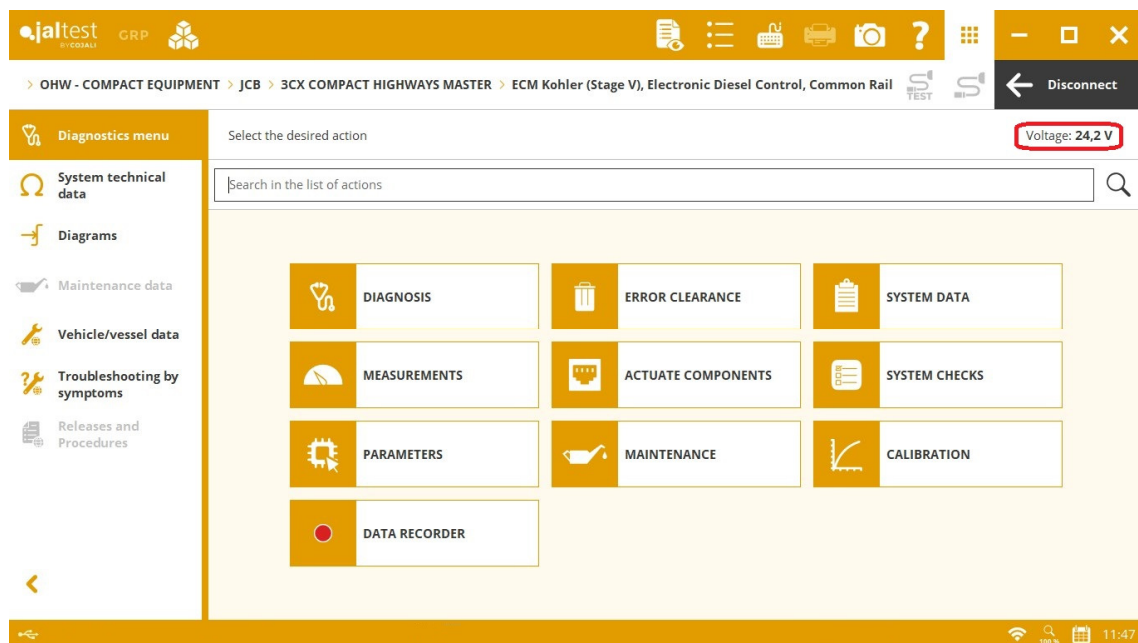 jaltest GRP
BY COJALI
> OHW - COMPACT EQUIPMENT > JCB > 3CX COMPACT HIGHWAYS MASTER > ECM Kohler (Stage V), Electronic Diesel Control, Common Rail
TEST
Disconnect
Diagnostics menu
Select the desired action
Voltage: 24,2 V
System technical
data
Search in the list of actions
Diagrams
Maintenance data
Vehicle/vessel data
Troubleshooting by
symptoms
Releases and
Procedures
DIAGNOSIS
ERROR CLEARANCE
SYSTEM DATA
MEASUREMENTS
ACTUATE COMPONENTS
SYSTEM CHECKS
PARAMETERS
MAINTENANCE
CALIBRATION
DATA RECORDER
100 %
11:47